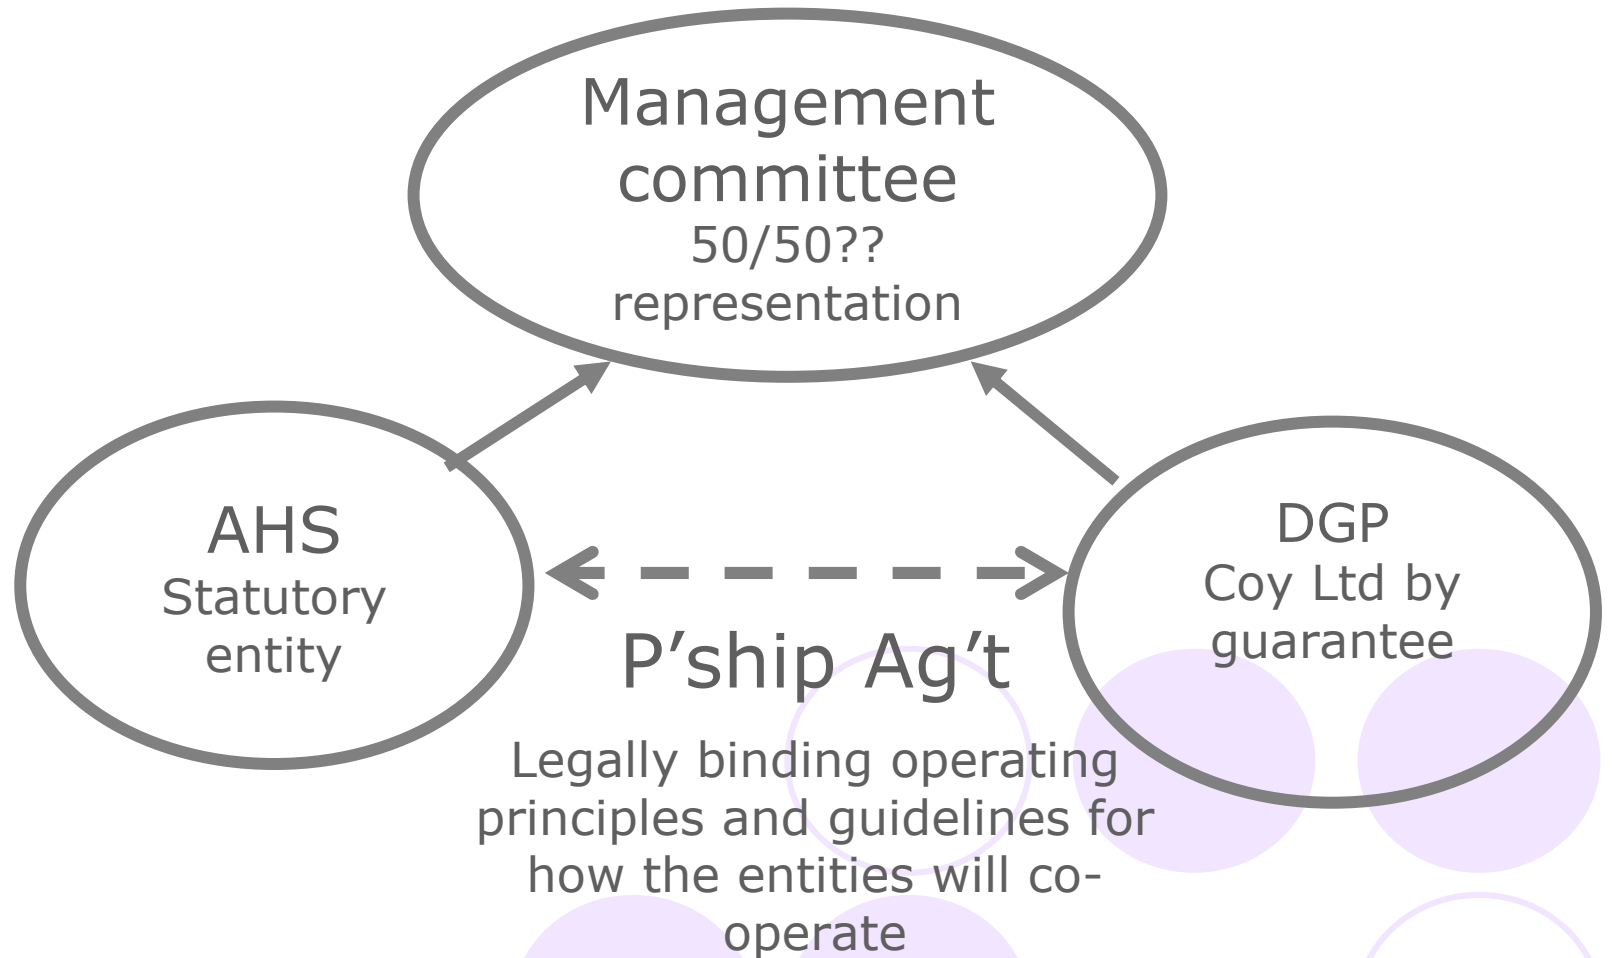 Management
committee
50/50??
representation
AHS
Statutory
entity
DGP
Coy Ltd by
guarantee
P’ship Ag’t
Legally binding operating
principles and guidelines for
how the entities will co-
operate